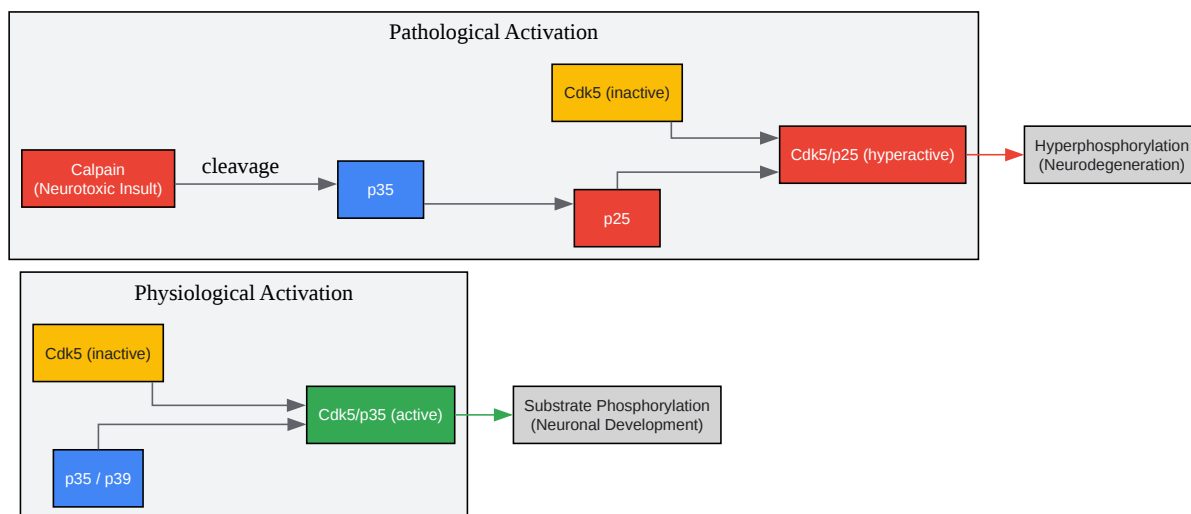 Pathological Activation
Cdk5 (inactive)
Calpain
(Neurotoxic Insult)
cleavage
p35
p25
Cdk5/p25 (hyperactive)
Hyperphosphorylation
(Neurodegeneration)
Physiological Activation
Cdk5 (inactive)
p35 / p39
Cdk5/p35 (active)
Substrate Phosphorylation
(Neuronal Development)